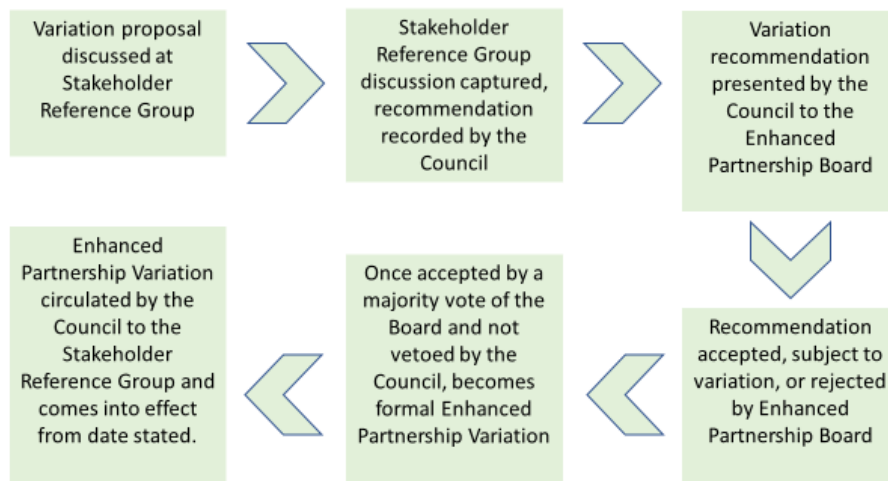 Variation proposal
discussed at
Stakeholder
Reference Group
Stakeholder
Reference Group
discussion captured,
recommendation
recorded by the
Council
Variation
recommendation
presented by the
Council to the
Enhanced
Partnership Board
Recommendation
accepted, subject to
variation, or rejected
by Enhanced
Partnership Board
Once accepted by a
majority vote of the
Board and not
vetoed by the
Council, becomes
formal Enhanced
Partnership Variation
Enhanced
Partnership Variation
circulated by the
Council to the
Stakeholder
Reference Group and
comes into effect
from date stated.